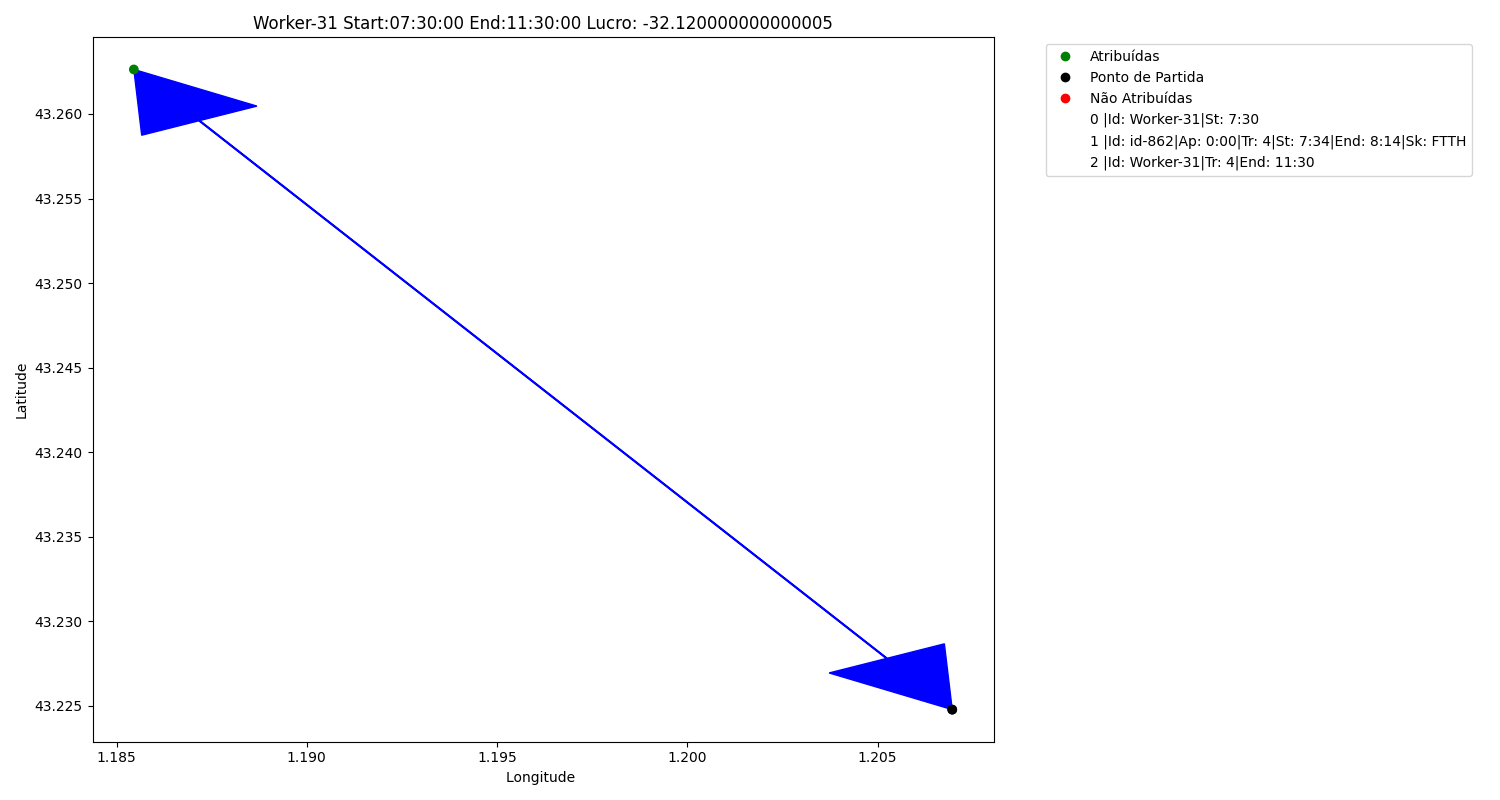 Worker-31 Start:07:30:00 End:11:30:00 Lucro: -32.120000000000005
Atribuídas
Ponto de Partida
Não Atribuídas
0 |Id: Worker-31|St: 7:30
1 |Id: id-862|Ap: 0:00|Tr: 4|St: 7:34|End: 8:14|Sk: FTTH
2 |Id: Worker-31|Tr: 4|End: 11:30
Latitude
43.260
43.255
43.250
43.245
43.240
43.235
43.230
43.225
1.185
1.190
1.195
1.200
1.205
Longitude